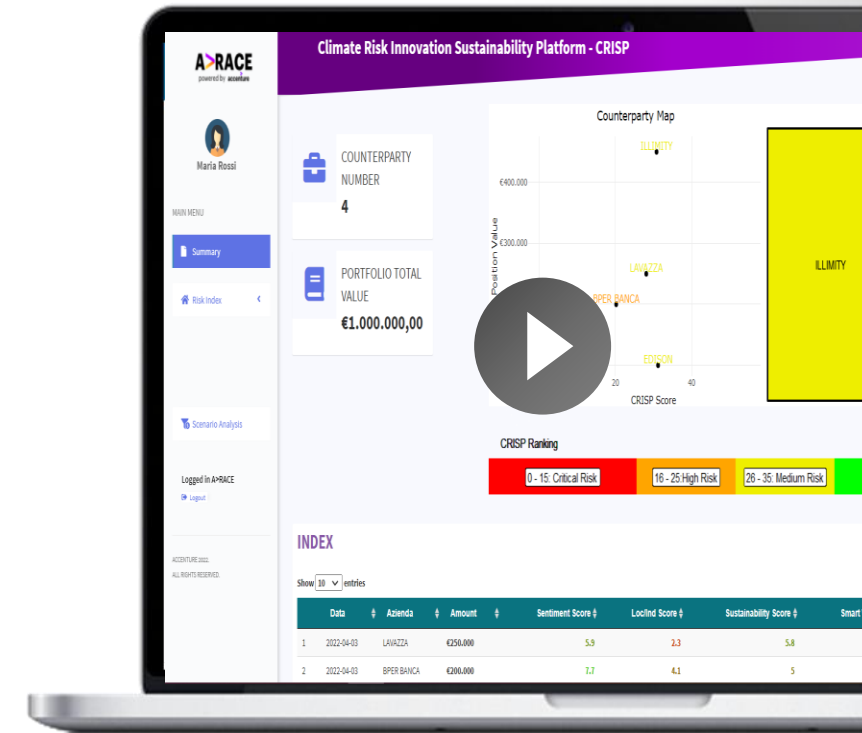 A>RACE
powered by accenture
Climate Risk Innovation Sustainability Platform - CRISP
Maria Rossi
MAIN MENU
Summary
Risk Index
Scenario Analysis
Logged in A>RACE
Logout
ACCENTURE 2022.
ALL RIGHTS RESERVED.
COUNTERPARTY
NUMBER
4
PORTFOLIO TOTAL
VALUE
€1.000.000,00
Counterparty Map
ILLIMITY
€400.000
€300.000
Position Value
LAVAZZA
BPER BANCA
EDISON
20 40
CRISP Score
ILLIMITY
CRISP Ranking
0 - 15: Critical Risk 16 - 25:High Risk 26 - 35: Medium Risk
INDEX
Show 10 entries
Data Azienda Amount Sentiment Score Loc/Ind Score Sustainability Score Smart
1 2022-04-03 LAVAZZA €250.000 5.9 2.3 5.8
2 2022-04-03 BPER BANCA €200.000 7.7 4.1 5